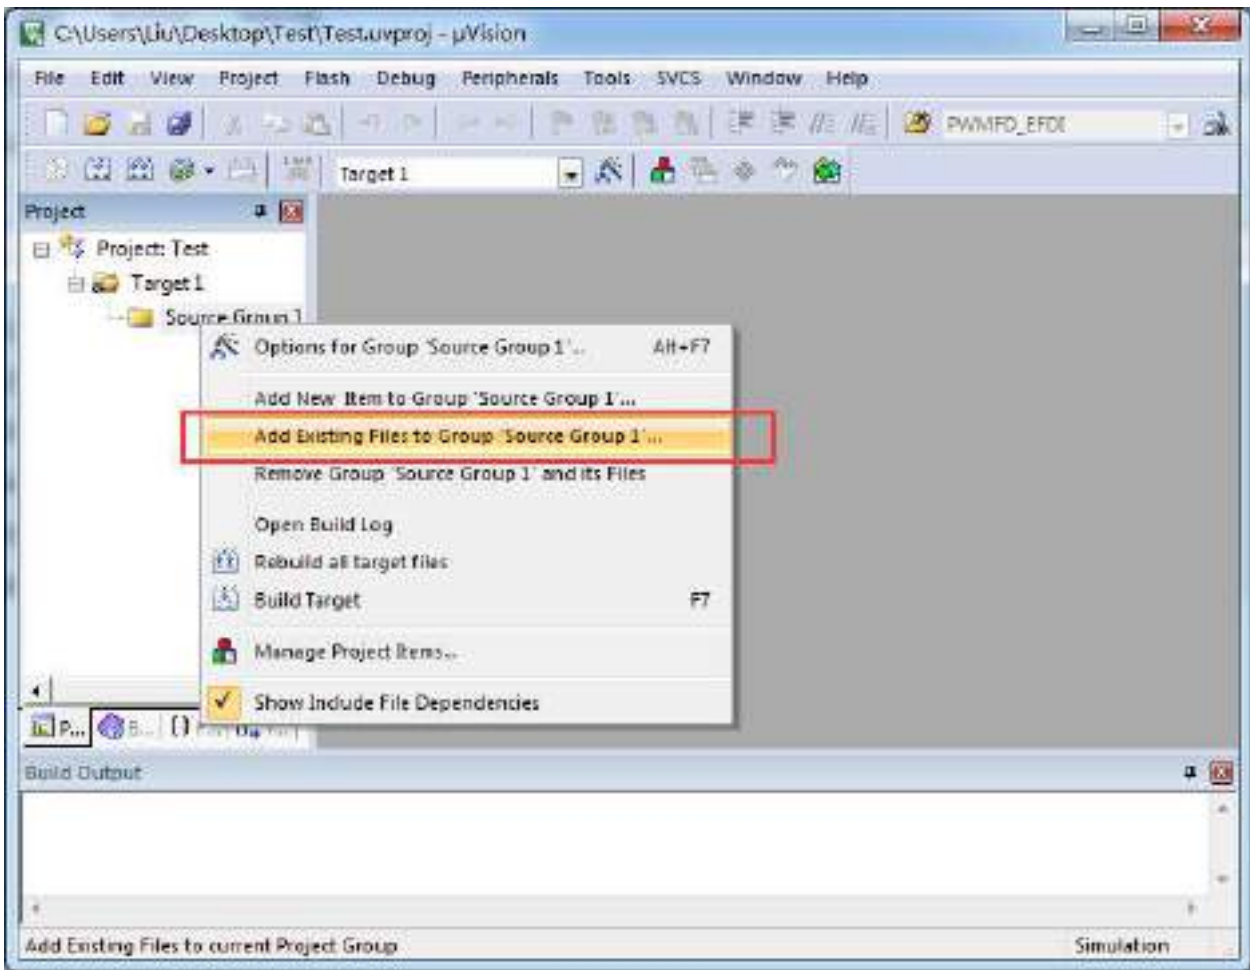 C:\Users\Liu\Desktop\Test\Test.uvproj - µVision
File Edit View Project Flash Debug Peripherals Tools SVCS Window Help
PWMFD_EFDI
Target 1
Project
Project: Test
Target 1
Source Group 1
Options for Group 'Source Group 1'... Alt+F7
Add New Item to Group 'Source Group 1'...
Add Existing Files to Group 'Source Group 1'...
Remove Group 'Source Group 1' and its Files
Open Build Log
Rebuild all target files
Build Target F7
Manage Project Items...
Show Include File Dependencies
P... B...
Build Output
Add Existing Files to current Project Group Simulation